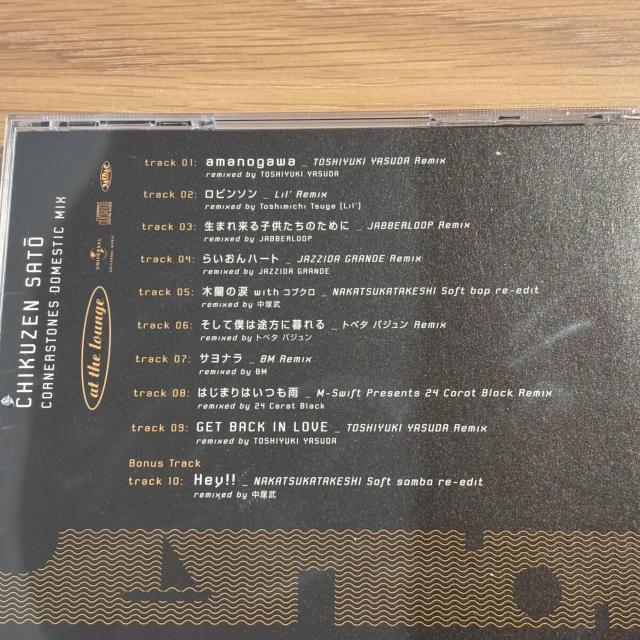 CHIKUZEN SATŌ
CORNERSTONES DOMESTIC MIX
at the lounge
UNIVERSAL
track 01: amanogawa _ TOSHIYUKI YASUDA Remix
remixed by TOSHIYUKI YASUDA
track 02: ロビンソン _ Lil' Remix
remixed by Toshimichi Tsuge [Lil']
track 03: 生まれ来る子供たちのために _ JABBERLOOP Remix
remixed by JABBERLOOP
track 04: らいおんハート _ JAZZIDA GRANDE Remix
remixed by JAZZIDA GRANDE
track 05: 木蘭の涙 with コブクロ _ NAKATSUKATAKESHI Soft bop re-edit
remixed by 中塚武
track 06: そして僕は途方に暮れる _ トベタ バジュン Remix
remixed by トベタ バジュン
track 07: サヨナラ _ BM Remix
remixed by BM
track 08: はじまりはいつも雨 _ M-Swift Presents 24 Carat Black Remix
remixed by 24 Carat Black
track 09: GET BACK IN LOVE _ TOSHIYUKI YASUDA Remix
remixed by TOSHIYUKI YASUDA
Bonus Track
track 10: Hey!! _ NAKATSUKATAKESHI Soft samba re-edit
remixed by 中塚武